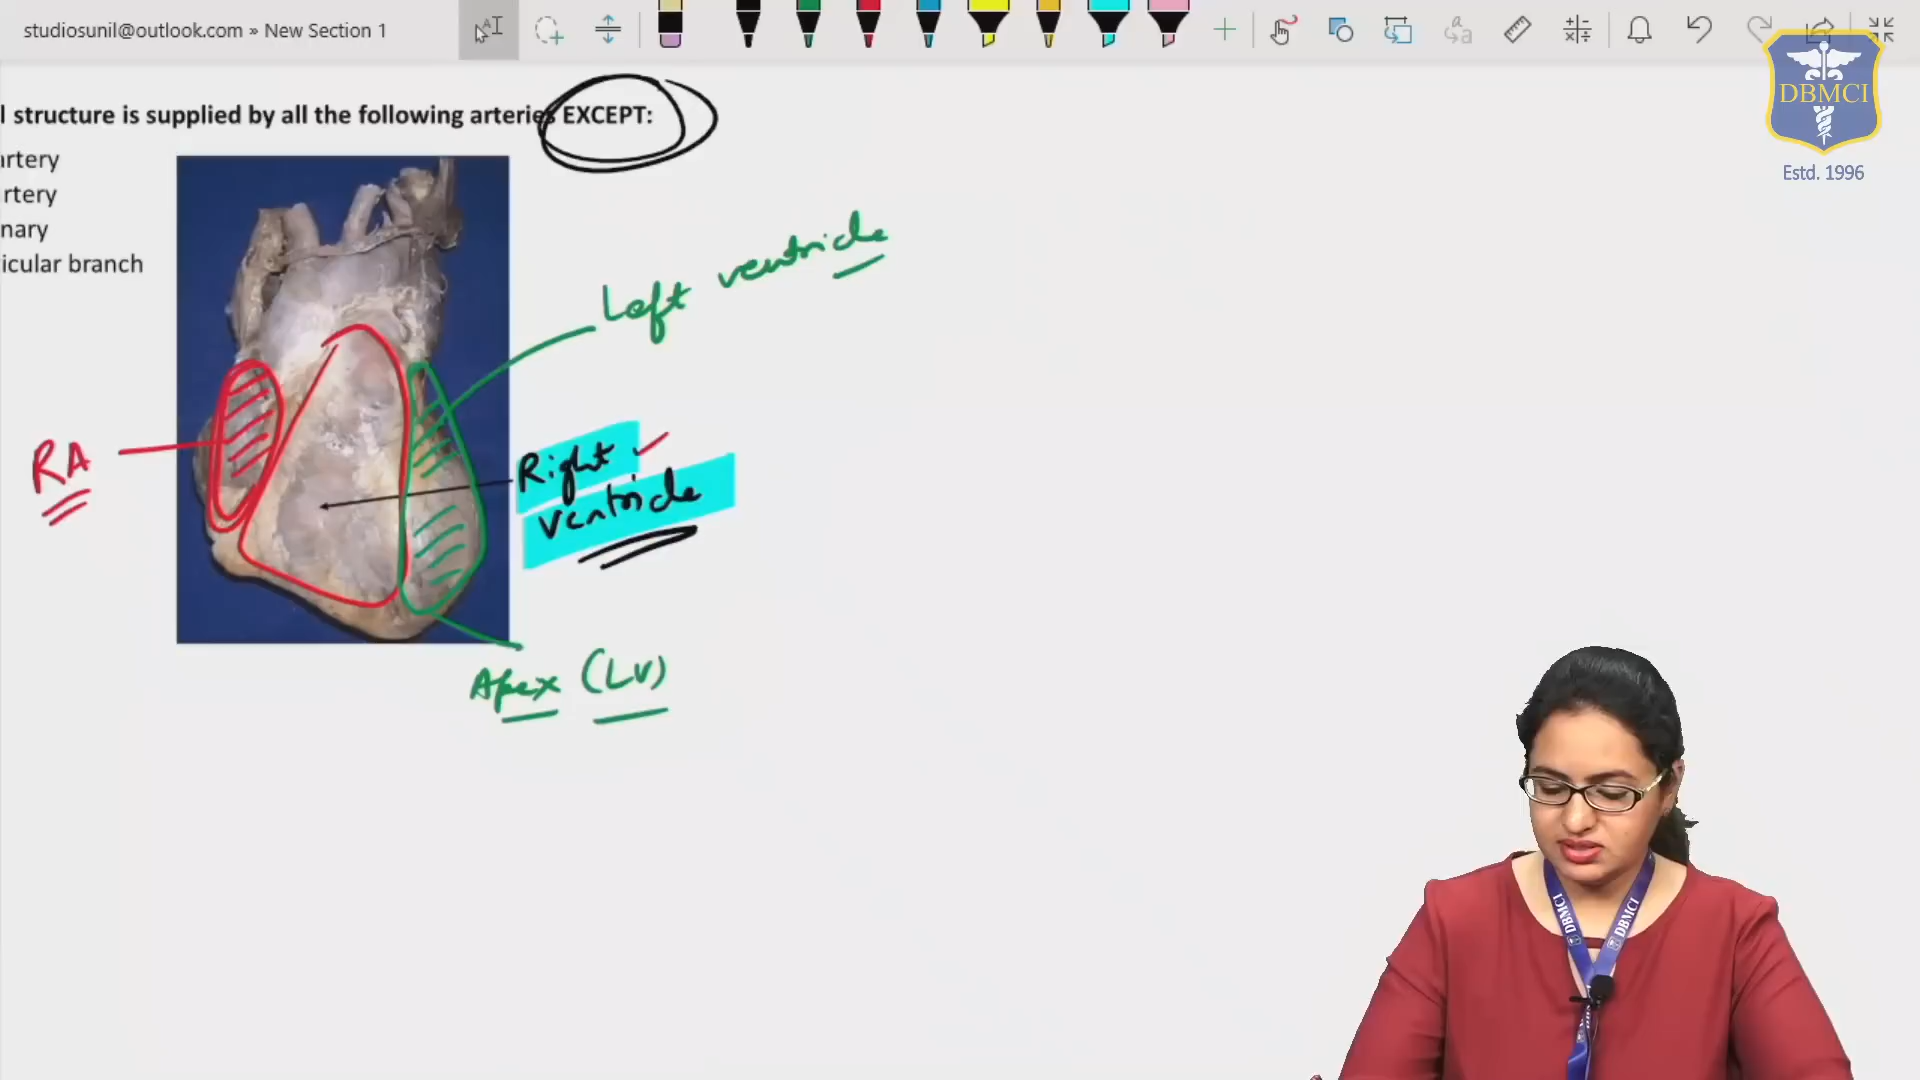 studiosunil@outlook.com » New Section 1
DBMCI
Estd. 1996
l structure is supplied by all the following arteries EXCEPT:
artery
rtery
nary
icular branch
Left ventricle
RA
Right
ventricle
Apex (LV)
DBMCI
DBMCI